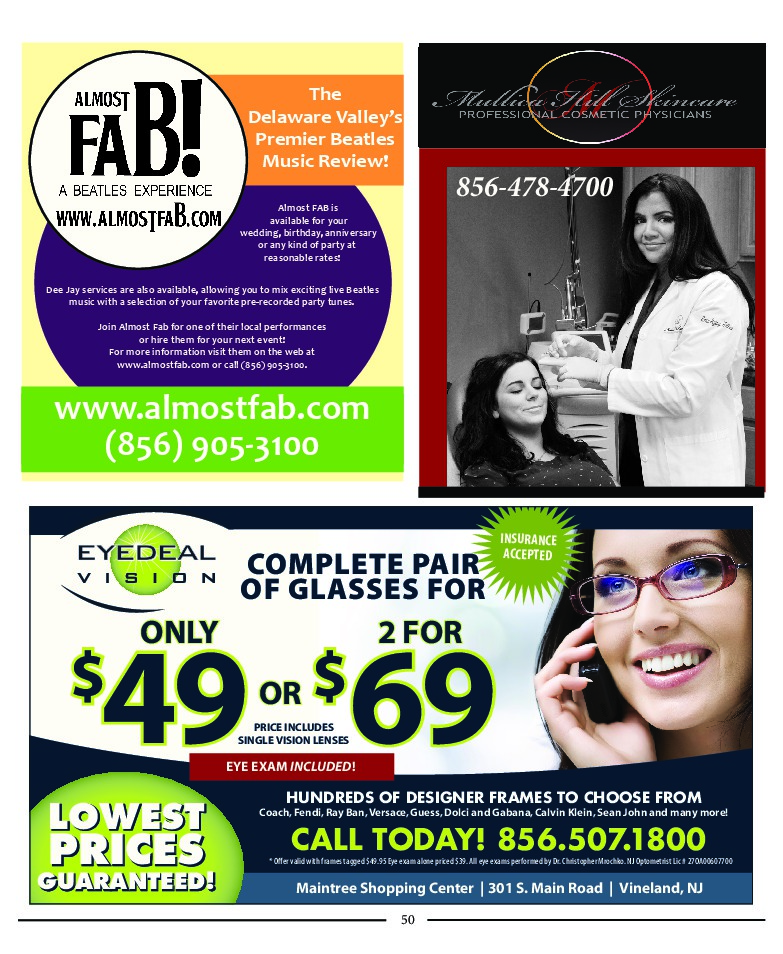 ALMOST
FAB!
A BEATLES EXPERIENCE
WWW.ALMOSTFAB.COM
The
Delaware Valley's
Premier Beatles
Music Review!
Almost FAB is
available for your
wedding, birthday, anniversary
or any kind of party at
reasonable rates!
Dee Jay services are also available, allowing you to mix exciting live Beatles
music with a selection of your favorite pre-recorded party tunes.
Join Almost Fab for one of their local performances
or hire them for your next event!
For more information visit them on the web at
www.almostfab.com or call (856) 905-3100.
www.almostfab.com
(856) 905-3100
Mullica Hill Skincare
PROFESSIONAL COSMETIC PHYSICIANS
856-478-4700
EYEDEAL
VISION
COMPLETE PAIR
OF GLASSES FOR
INSURANCE
ACCEPTED
ONLY
$49
OR
2 FOR
$69
PRICE INCLUDES
SINGLE VISION LENSES
EYE EXAM INCLUDED!
LOWEST
PRICES
GUARANTEED!
HUNDREDS OF DESIGNER FRAMES TO CHOOSE FROM
Coach, Fendi, Ray Ban, Versace, Guess, Dolci and Gabana, Calvin Klein, Sean John and many more!
CALL TODAY! 856.507.1800
* Offer valid with frames tagged $49.95 Eye exam alone priced $39. All eye exams performed by Dr. Christopher Mrochko. NJ Optometrist Lic # 27OA00607700
Maintree Shopping Center | 301 S. Main Road | Vineland, NJ
50